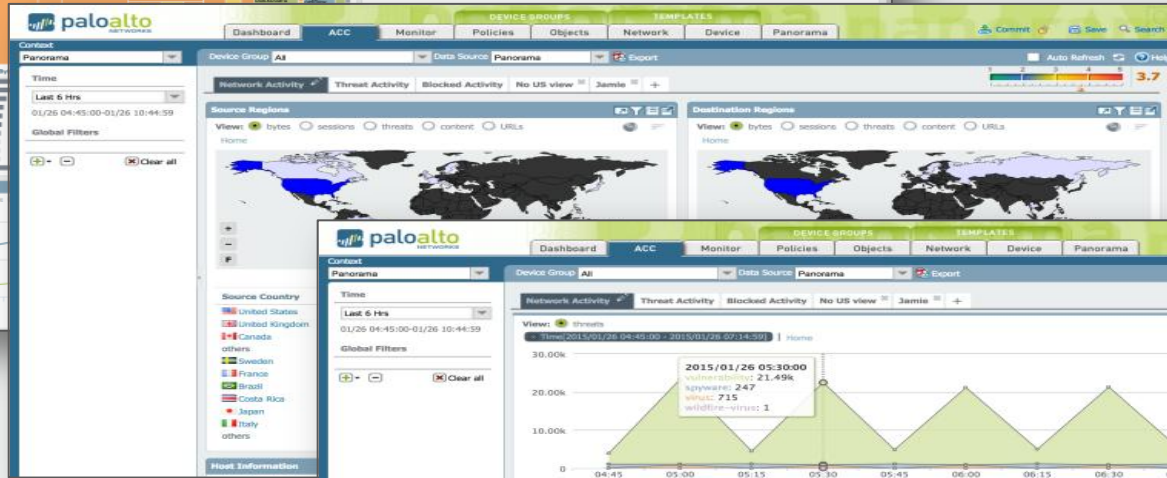 paloalto
NETWORKS
DEVICE GROUPS TEMPLATES
Dashboard ACC Monitor Policies Objects Network Device Panorama
Commit Save Search
Context
Panorama
Device Group All Data Source Panorama Export
Auto Refresh Help
Time
Last 6 Hrs
01/26 04:45:00-01/26 10:44:59
Global Filters
Clear all
Network Activity Threat Activity Blocked Activity No US view Jamie +
1 2 3 4 5 3.7
Source Regions
View: bytes sessions threats content URLs
Home
Destination Regions
View: bytes sessions threats content URLs
Home
+
-
F
Source Country
United States
United Kingdom
Canada
others
Sweden
France
Brazil
Costa Rica
Japan
Italy
others
Host Information
paloalto
NETWORKS
DEVICE GROUPS TEMPLATES
Dashboard ACC Monitor Policies Objects Network Device Panorama
Context
Panorama
Device Group All Data Source Panorama Export
Time
Last 6 Hrs
01/26 04:45:00-01/26 10:44:59
Global Filters
Clear all
Network Activity Threat Activity Blocked Activity No US view Jamie +
View: threats
Time[2015/01/26 04:45:00 - 2015/01/26 07:14:59] Home
30.00k
2015/01/26 05:30:00
vulnerability: 21.49k
spyware: 247
virus: 715
wildfire-virus: 1
20.00k
10.00k
0
04:45 05:00 05:15 05:30 05:45 06:00 06:15 06:30